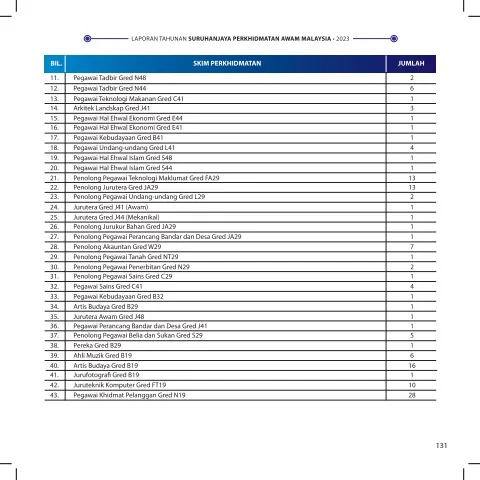 LAPORAN TAHUNAN SURUHANJAYA PERKHIDMATAN AWAM MALAYSIA • 2023
BIL. SKIM PERKHIDMATAN JUMLAH
11. Pegawai Tadbir Gred N48 2
12. Pegawai Tadbir Gred N44 6
13. Pegawai Teknologi Makanan Gred C41 1
14. Arkitek Landskap Gred J41 3
15. Pegawai Hal Ehwal Ekonomi Gred E44 1
16. Pegawai Hal Ehwal Ekonomi Gred E41 1
17. Pegawai Kebudayaan Gred B41 1
18. Pegawai Undang-undang Gred L41 4
19. Pegawai Hal Ehwal Islam Gred S48 1
20. Pegawai Hal Ehwal Islam Gred S44 1
21. Penolong Pegawai Teknologi Maklumat Gred FA29 13
22. Penolong Jurutera Gred JA29 13
23. Penolong Pegawai Undang-undang Gred L29 2
24. Jurutera Gred J41 (Awam) 1
25. Jurutera Gred J44 (Mekanikal) 1
26. Penolong Jurukur Bahan Gred JA29 1
27. Penolong Pegawai Perancang Bandar dan Desa Gred JA29 1
28. Penolong Akauntan Gred W29 7
29. Penolong Pegawai Tanah Gred NT29 1
30. Penolong Pegawai Penerbitan Gred N29 2
31. Penolong Pegawai Sains Gred C29 1
32. Pegawai Sains Gred C41 4
33. Pegawai Kebudayaan Gred B32 1
34. Artis Budaya Gred B29 1
35. Jurutera Awam Gred J48 1
36. Pegawai Perancang Bandar dan Desa Gred J41 1
37. Penolong Pegawai Belia dan Sukan Gred S29 5
38. Pereka Gred B29 1
39. Ahli Muzik Gred B19 6
40. Artis Budaya Gred B19 16
41. Jurufotografi Gred B19 1
42. Juruteknik Komputer Gred FT19 10
43. Pegawai Khidmat Pelanggan Gred N19 28
131